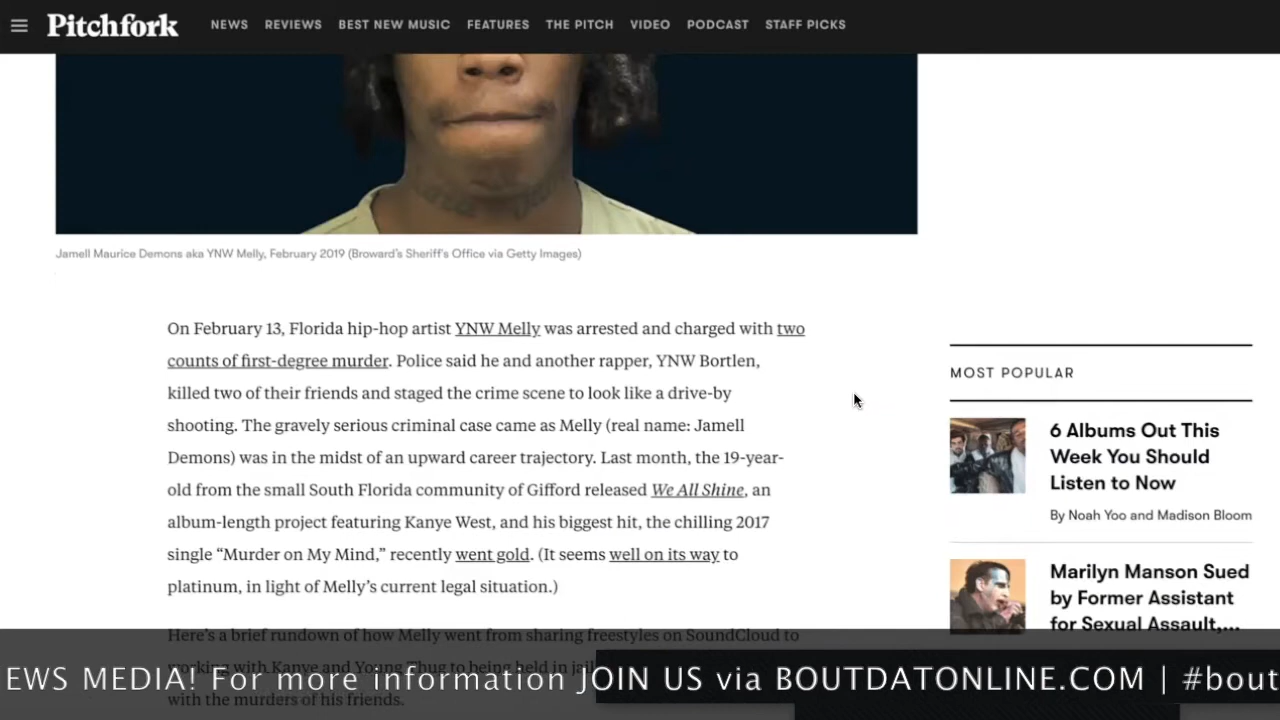 Pitchfork
NEWS REVIEWS BEST NEW MUSIC FEATURES THE PITCH VIDEO PODCAST STAFF PICKS
Jamell Maurice Demons aka YNW Melly, February 2019 (Broward's Sheriff's Office via Getty Images)
On February 13, Florida hip-hop artist YNW Melly was arrested and charged with two
counts of first-degree murder. Police said he and another rapper, YNW Bortlen,
killed two of their friends and staged the crime scene to look like a drive-by
shooting. The gravely serious criminal case came as Melly (real name: Jamell
Demons) was in the midst of an upward career trajectory. Last month, the 19-year-
old from the small South Florida community of Gifford released We All Shine, an
album-length project featuring Kanye West, and his biggest hit, the chilling 2017
single “Murder on My Mind,” recently went gold. (It seems well on its way to
platinum, in light of Melly’s current legal situation.)
Here’s a brief rundown of how Melly went from sharing freestyles on SoundCloud to
working with Kanye and Young Thug to being held in jail
with the murders of his friends.
MOST POPULAR
6 Albums Out This
Week You Should
Listen to Now
By Noah Yoo and Madison Bloom
Marilyn Manson Sued
by Former Assistant
for Sexual Assault,...
EWS MEDIA! For more information JOIN US via BOUTDATONLINE.COM | #bout